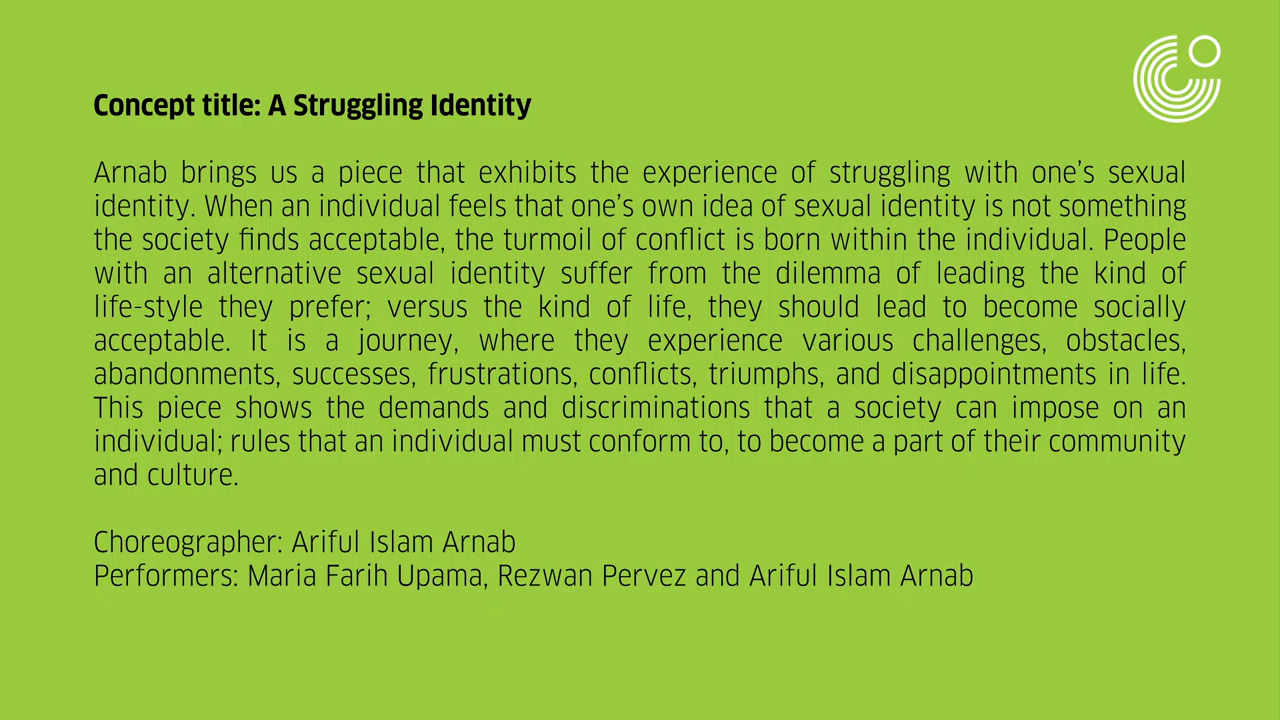 Concept title: A Struggling Identity
Arnab brings us a piece that exhibits the experience of struggling with one’s sexual
identity. When an individual feels that one’s own idea of sexual identity is not something
the society finds acceptable, the turmoil of conflict is born within the individual. People
with an alternative sexual identity suffer from the dilemma of leading the kind of
life-style they prefer; versus the kind of life, they should lead to become socially
acceptable. It is a journey, where they experience various challenges, obstacles,
abandonments, successes, frustrations, conflicts, triumphs, and disappointments in life.
This piece shows the demands and discriminations that a society can impose on an
individual; rules that an individual must conform to, to become a part of their community
and culture.
Choreographer: Ariful Islam Arnab
Performers: Maria Farih Upama, Rezwan Pervez and Ariful Islam Arnab